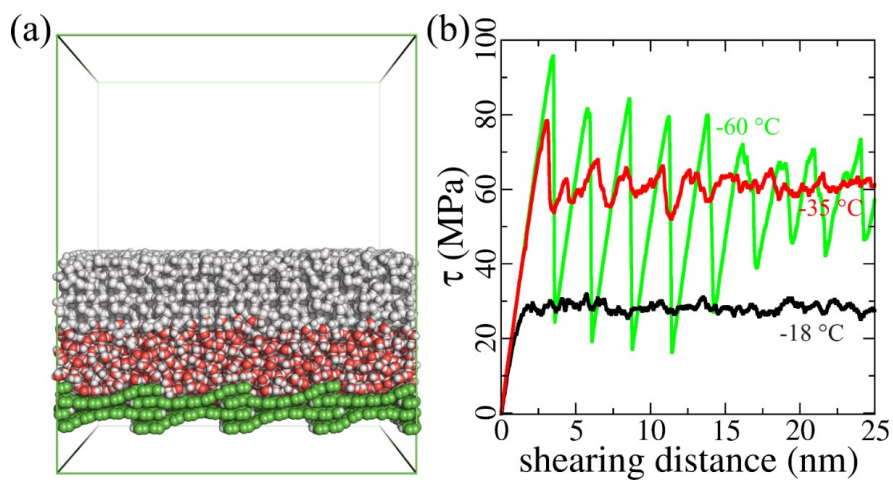 (a)
(b)
100
80
60
40
20
0
τ (MPa)
-60 °C
-35 °C
-18 °C
0 5 10 15 20 25
shearing distance (nm)